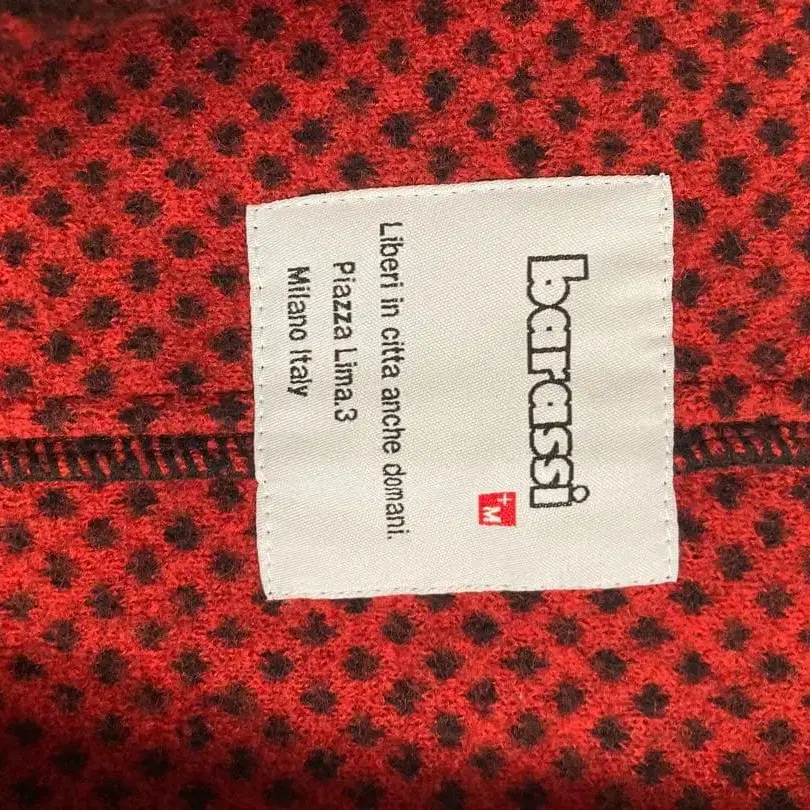 barassi
+M
Liberi in citta anche domani.
Piazza Lima.3
Milano Italy